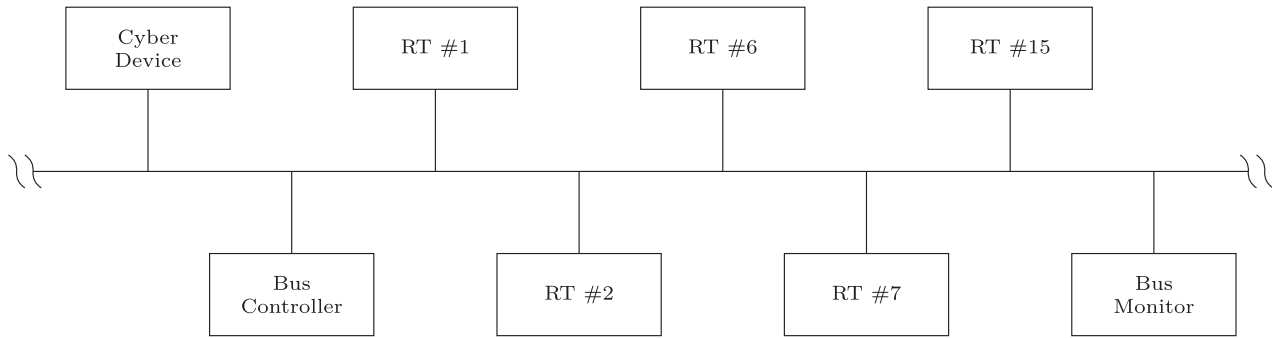 Cyber
Device
RT #1
RT #6
RT #15
Bus
Controller
RT #2
RT #7
Bus
Monitor